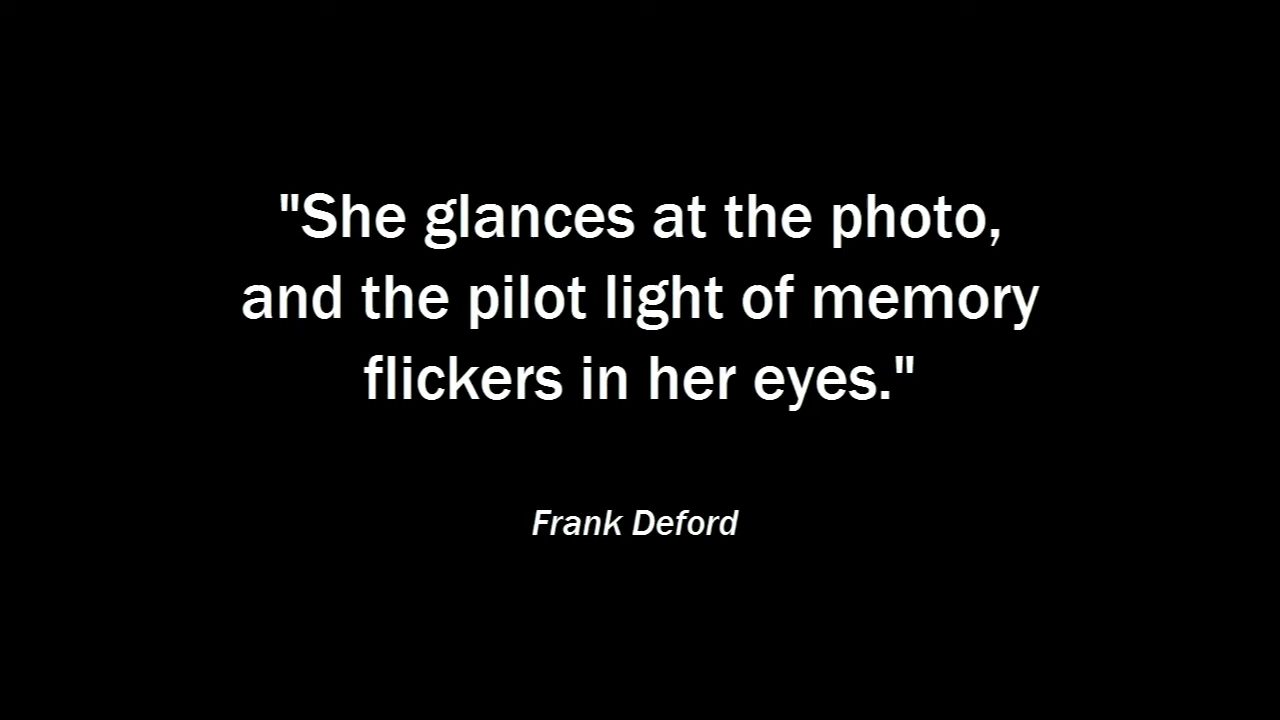 "She glances at the photo,
and the pilot light of memory
flickers in her eyes."
Frank Deford